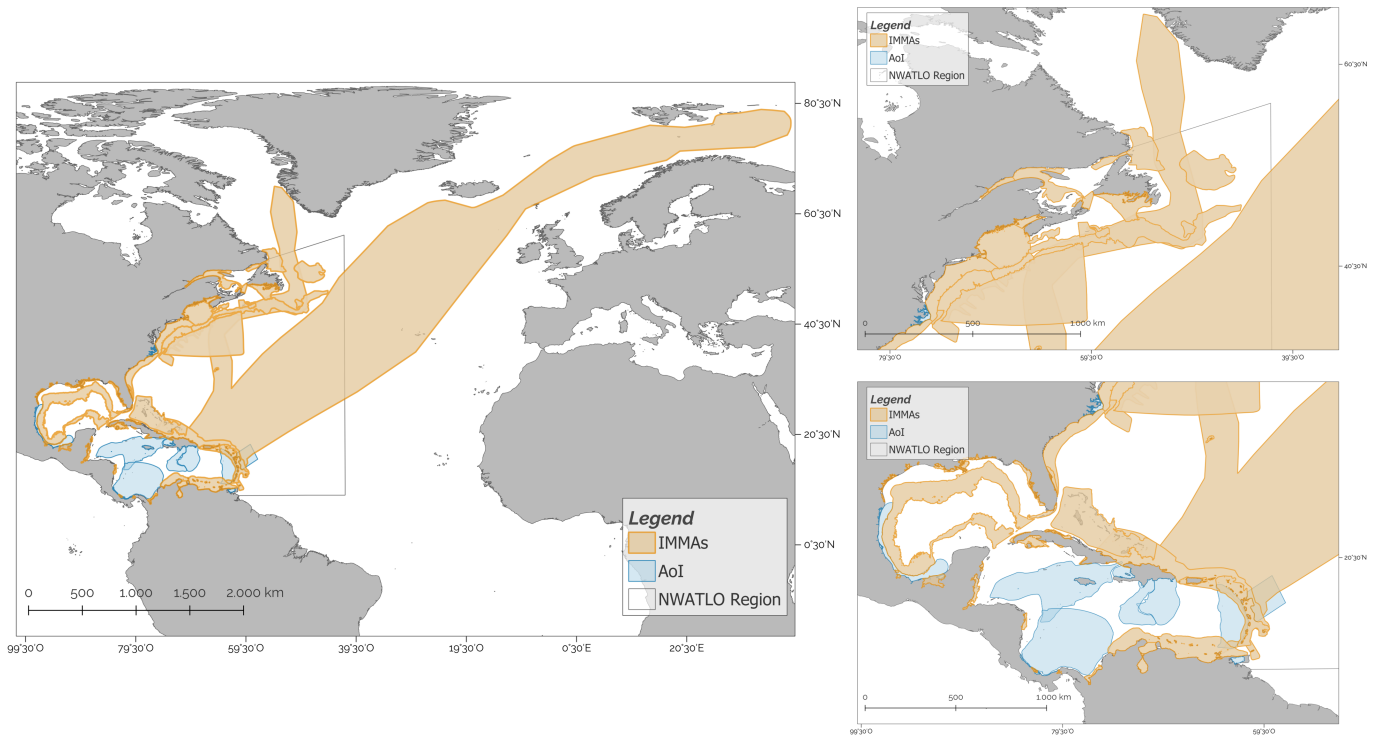 80°30'N
60°30'N
40°30'N
20°30'N
0°30'N
Legend
IMMAs
AoI
NWATLO Region
0 500 1.000 1.500 2.000 km
99°30'O 79°30'O 59°30'O 39°30'O 19°30'O 0°30'E 20°30'E
Legend
IMMAs
AoI
NWATLO Region
60°30'N
40°30'N
0 500 1.000 km
79°30'O 59°30'O 39°30'O
Legend
IMMAs
AoI
NWATLO Region
20°30'N
0 500 1.000 km
99°30'O 79°30'O 59°30'O